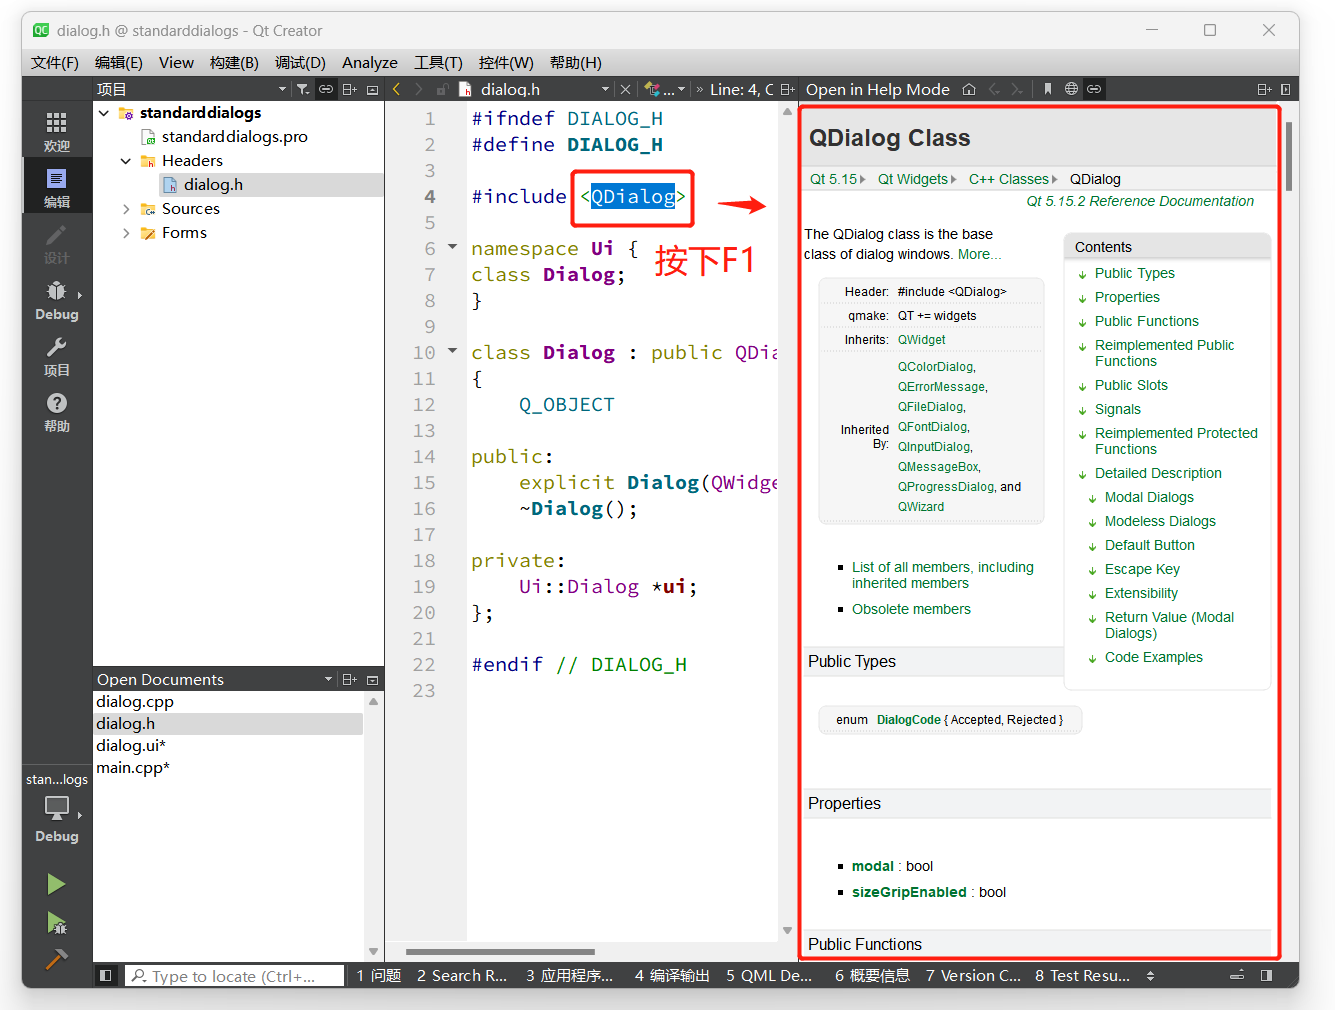 dialog.h @ standarddialogs - Qt Creator
文件(F) 编辑(E) View 构建(B) 调试(D) Analyze 工具(T) 控件(W) 帮助(H)
项目
dialog.h
... » Line: 4, C
Open in Help Mode
欢迎
编辑
设计
Debug
项目
帮助
stan...logs
Debug
standarddialogs
standarddialogs.pro
Headers
dialog.h
Sources
Forms
Open Documents
dialog.cpp
dialog.h
dialog.ui*
main.cpp*
1 #ifndef DIALOG_H
2 #define DIALOG_H
3
4 #include <QDialog>
5
6 namespace Ui {
7 class Dialog;
8 }
9
10 class Dialog : public QDia
11 {
12 Q_OBJECT
13
14 public:
15 explicit Dialog(QWidge
16 ~Dialog();
17
18 private:
19 Ui::Dialog *ui;
20 };
21
22 #endif // DIALOG_H
23
按下F1
QDialog Class
Qt 5.15 Qt Widgets C++ Classes QDialog
Qt 5.15.2 Reference Documentation
The QDialog class is the base
class of dialog windows. More...
Header: #include <QDialog>
qmake: QT += widgets
Inherits: QWidget
Inherited By:
QColorDialog,
QErrorMessage,
QFileDialog,
QFontDialog,
QInputDialog,
QMessageBox,
QProgressDialog, and
QWizard
List of all members, including
inherited members
Obsolete members
Contents
Public Types
Properties
Public Functions
Reimplemented Public
Functions
Public Slots
Signals
Reimplemented Protected
Functions
Detailed Description
Modal Dialogs
Modeless Dialogs
Default Button
Escape Key
Extensibility
Return Value (Modal
Dialogs)
Code Examples
Public Types
enum DialogCode { Accepted, Rejected }
Properties
modal : bool
sizeGripEnabled : bool
Public Functions
Type to locate (Ctrl+...
1 问题 2 Search R... 3 应用程序... 4 编译输出 5 QML De... 6 概要信息 7 Version C... 8 Test Resu...